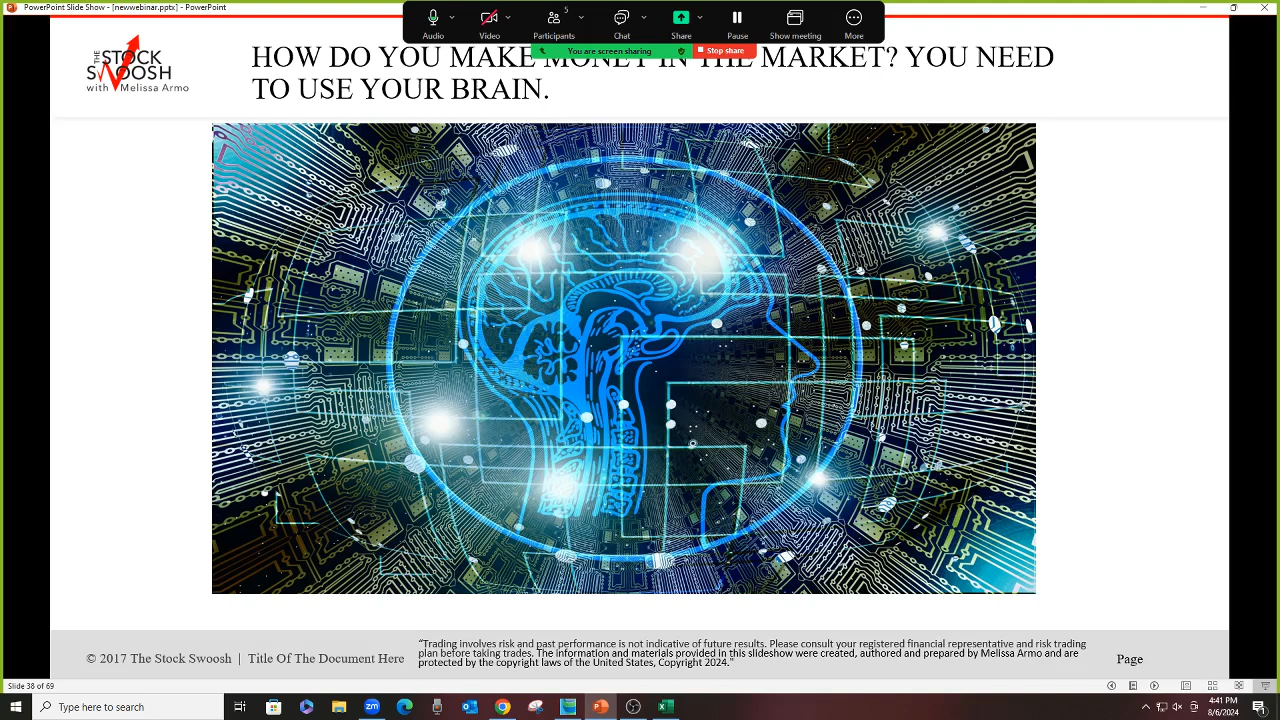 PowerPoint Slide Show - [newwebinar.pptx] - PowerPoint
5
Audio
Video
Participants
Chat
Share
Pause
Show meeting
More
You are screen sharing
Stop share
THE
STOCK
SWOOSH
with Melissa Armo
HOW DO YOU MAKE MONEY IN THE MARKET? YOU NEED
TO USE YOUR BRAIN.
© 2017 The Stock Swoosh | Title Of The Document Here
"Trading involves risk and past performance is not indicative of future results. Please consult your registered financial representative and risk trading
plan before taking trades. The information and materials provided in this slideshow were created, authored and prepared by Melissa Armo and are
protected by the copyright laws of the United States, Copyright 2024."
Page
Slide 38 of 69
Type here to search
zm
4:41 PM
8/6/2024
1